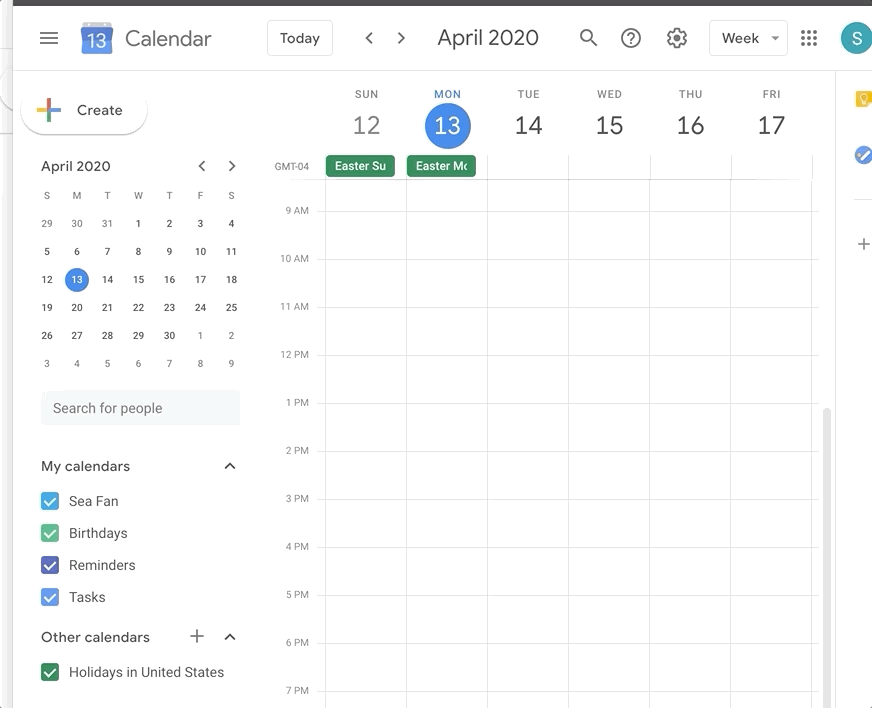 13 Calendar Today April 2020 Week S
Create
SUN MON TUE WED THU FRI
12 13 14 15 16 17
GMT-04 Easter Su Easter Mo
April 2020
S M T W T F S
29 30 31 1 2 3 4
5 6 7 8 9 10 11
12 13 14 15 16 17 18
19 20 21 22 23 24 25
26 27 28 29 30 1 2
3 4 5 6 7 8 9
Search for people
My calendars
Sea Fan
Birthdays
Reminders
Tasks
Other calendars
Holidays in United States
9 AM
10 AM
11 AM
12 PM
1 PM
2 PM
3 PM
4 PM
5 PM
6 PM
7 PM